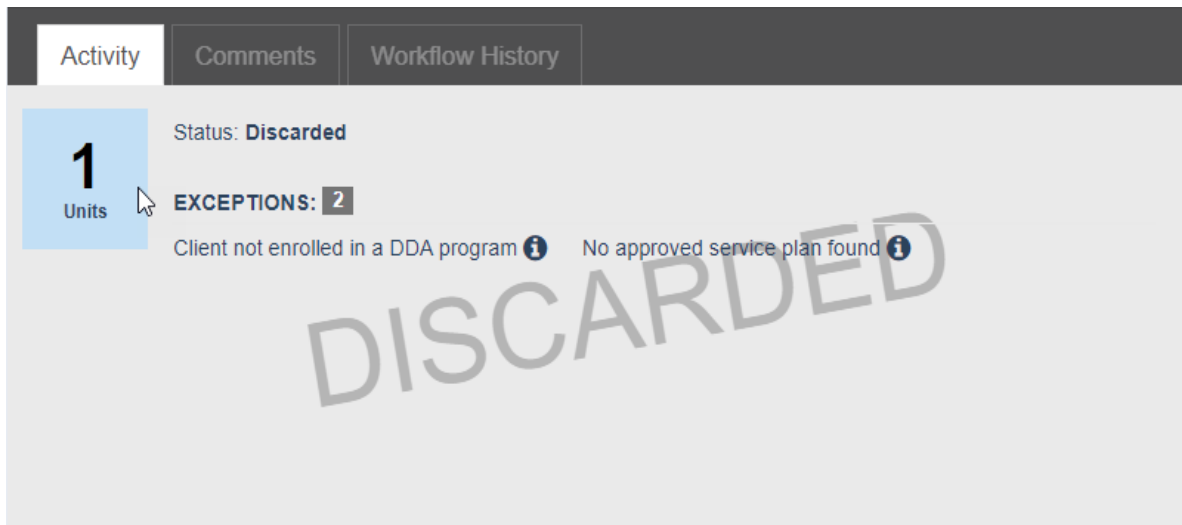 Activity Comments Workflow History
1
Units
Status: Discarded
EXCEPTIONS: 2
Client not enrolled in a DDA program No approved service plan found
DISCARDED